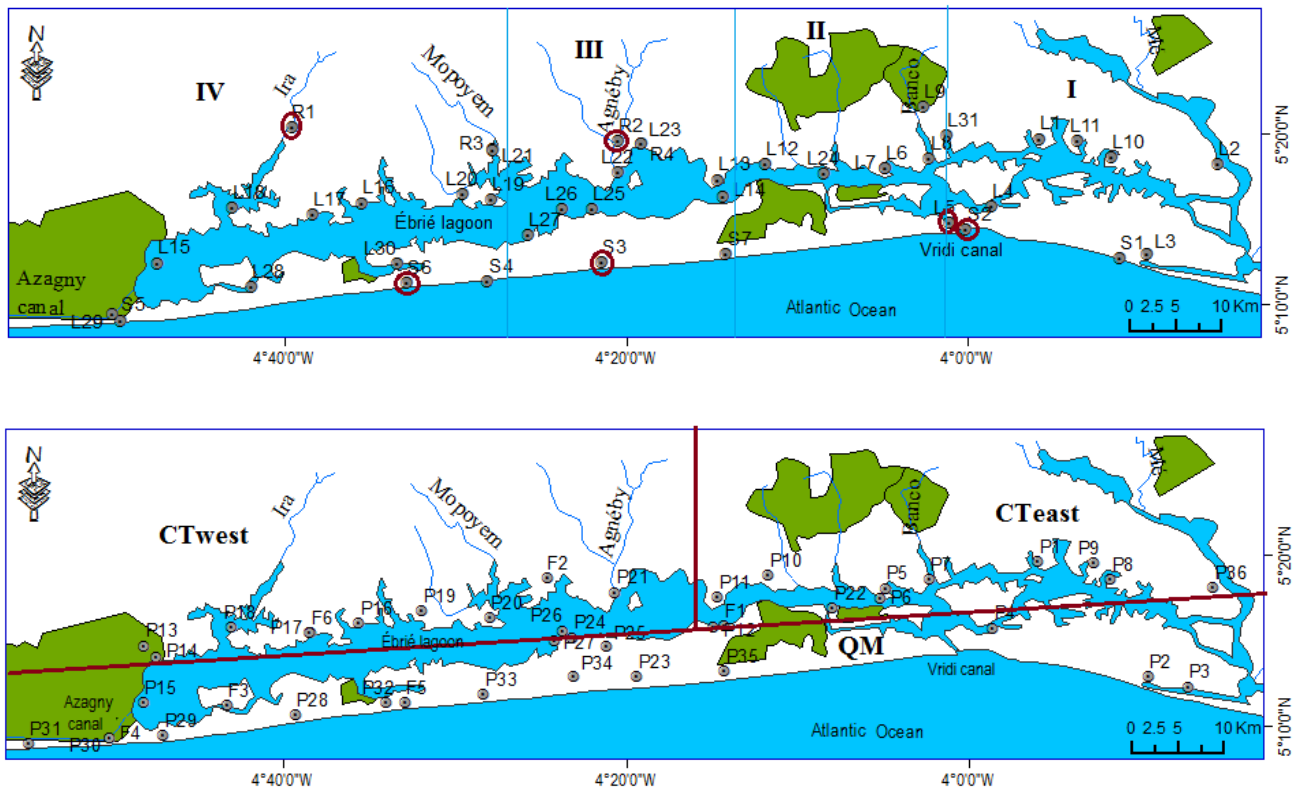 N
IV
III
II
I
Ira
Mopoyem
Agnéby
Banco
Mé
R1
R2
L23
R3
L21
L22
R4
L9
L31
L1
L11
L10
L12
L8
L6
L7
L24
L13
L14
L2
L18
L17
L16
L20
L19
L26
L25
Ébrié lagoon
L27
L4
L5
S2
Vridi canal
S1
L3
L15
Azagny
canal
L30
S6
S4
S3
S7
L28
S5
L29
Atlantic Ocean
0 2.5 5 10 Km
5°20'0"N
5°10'0"N
4°40'0"W
4°20'0"W
4°0'0"W
N
CTwest
CTeast
Ira
Mopoyem
Agnéby
Banco
Mé
F2
P21
P10
P7
P1
P9
P8
P36
P19
P20
P11
P5
P6
P22
P18
F6
P16
P17
P26
P24
F1
P12
P4
P13
P14
Ébrié lagoon
P27
P25
QM
Vridi canal
P15
Azagny
canal
F3
P28
P32
F5
P33
P34
P23
P35
P2
P3
P31
P30
F4
P29
Atlantic Ocean
0 2.5 5 10 Km
5°20'0"N
5°10'0"N
4°40'0"W
4°20'0"W
4°0'0"W